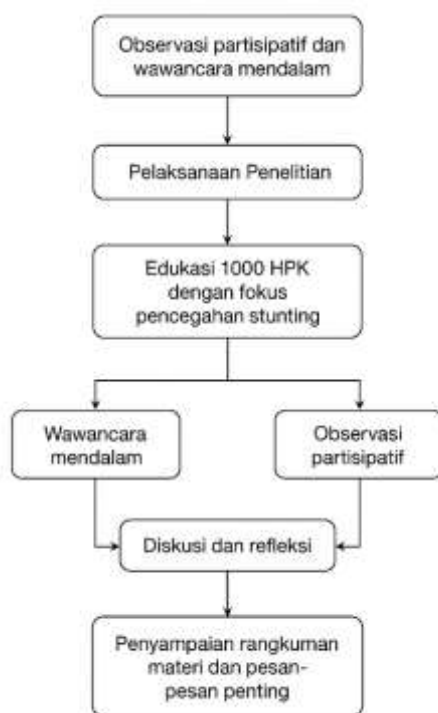 Observasi partisipatif dan
wawancara mendalam
Pelaksanaan Penelitian
Edukasi 1000 HPK
dengan fokus
pencegahan stunting
Wawancara
mendalam
Observasi
partisipatif
Diskusi dan refleksi
Penyampaian rangkuman
materi dan pesan-
pesan penting